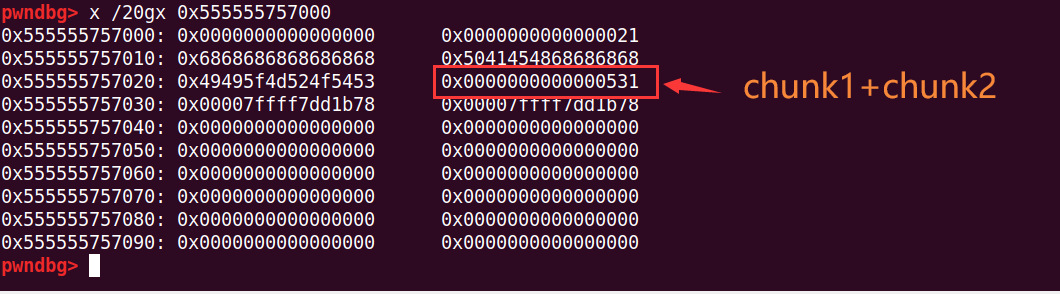 pwndbg> x /20gx 0x555555757000
0x555555757000: 0x0000000000000000 0x0000000000000021
0x555555757010: 0x6868686868686868 0x5041454868686868
0x555555757020: 0x49495f4d524f5453 0x0000000000000531
chunk1+chunk2
0x555555757030: 0x00007ffff7dd1b78 0x00007ffff7dd1b78
0x555555757040: 0x0000000000000000 0x0000000000000000
0x555555757050: 0x0000000000000000 0x0000000000000000
0x555555757060: 0x0000000000000000 0x0000000000000000
0x555555757070: 0x0000000000000000 0x0000000000000000
0x555555757080: 0x0000000000000000 0x0000000000000000
0x555555757090: 0x0000000000000000 0x0000000000000000
pwndbg>